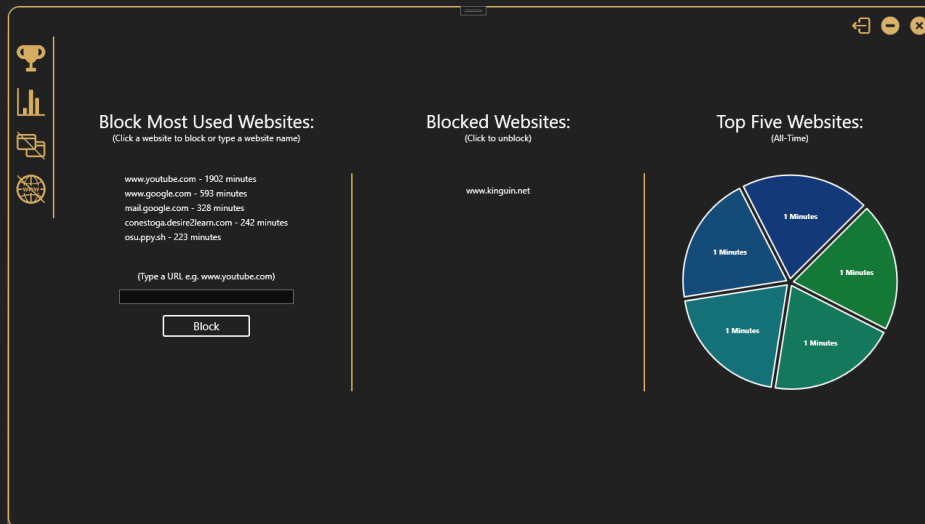 Block Most Used Websites:
(Click a website to block or type a website name)
www.youtube.com - 1902 minutes
www.google.com - 593 minutes
mail.google.com - 328 minutes
conestoga.desire2learn.com - 242 minutes
osu.ppy.sh - 223 minutes
(Type a URL e.g. www.youtube.com)
Block
Blocked Websites:
(Click to unblock)
www.kinguin.net
Top Five Websites:
(All-Time)
1 Minutes
1 Minutes
1 Minutes
1 Minutes
1 Minutes
www